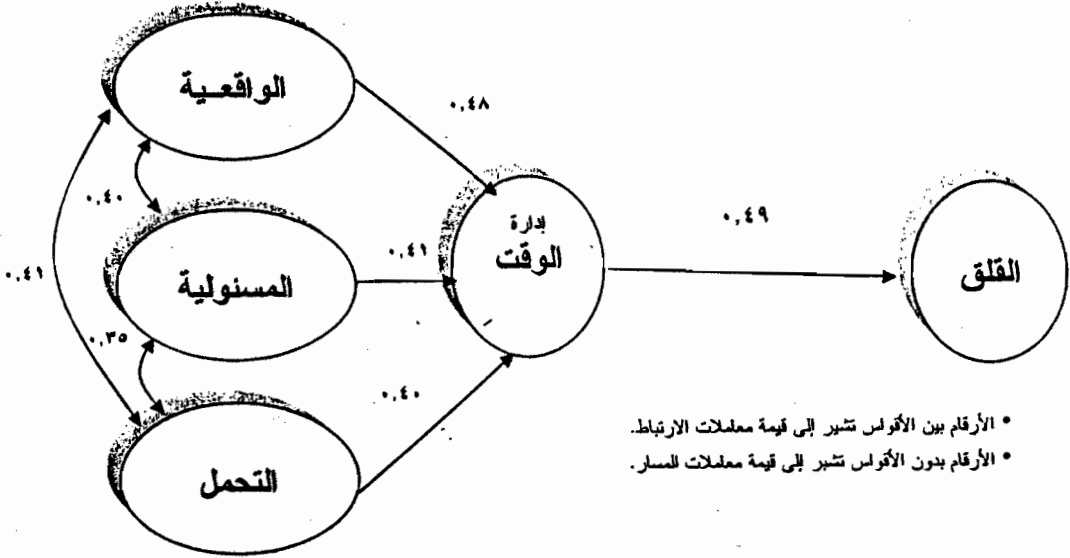 الواقعية
٠,٤٨
٠,٤٠
إدارة
الوقت
٠,٤٩
القلق
المسئولية
٠,٤١
٠,٤١
٠,٣٥
٠,٤٠
التحمل
• الأرقام بين الأقواس تشير إلى قيمة معاملات الارتباط.
• الأرقام بدون الأقواس تشير إلى قيمة معاملات المسار.